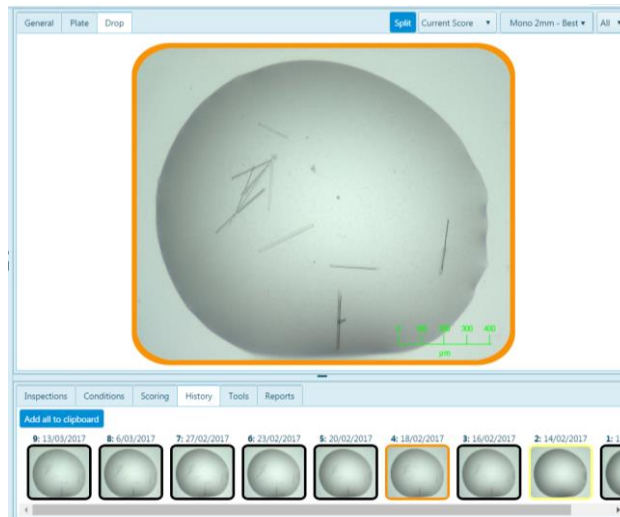 General Plate Drop Split Current Score Mono 2mm - Best All
0 100 200 300 400
µm
Inspections Conditions Scoring History Tools Reports
Add all to clipboard
9: 13/03/2017 8: 6/03/2017 7: 27/02/2017 6: 23/02/2017 5: 20/02/2017 4: 18/02/2017 3: 16/02/2017 2: 14/02/2017 1: 1